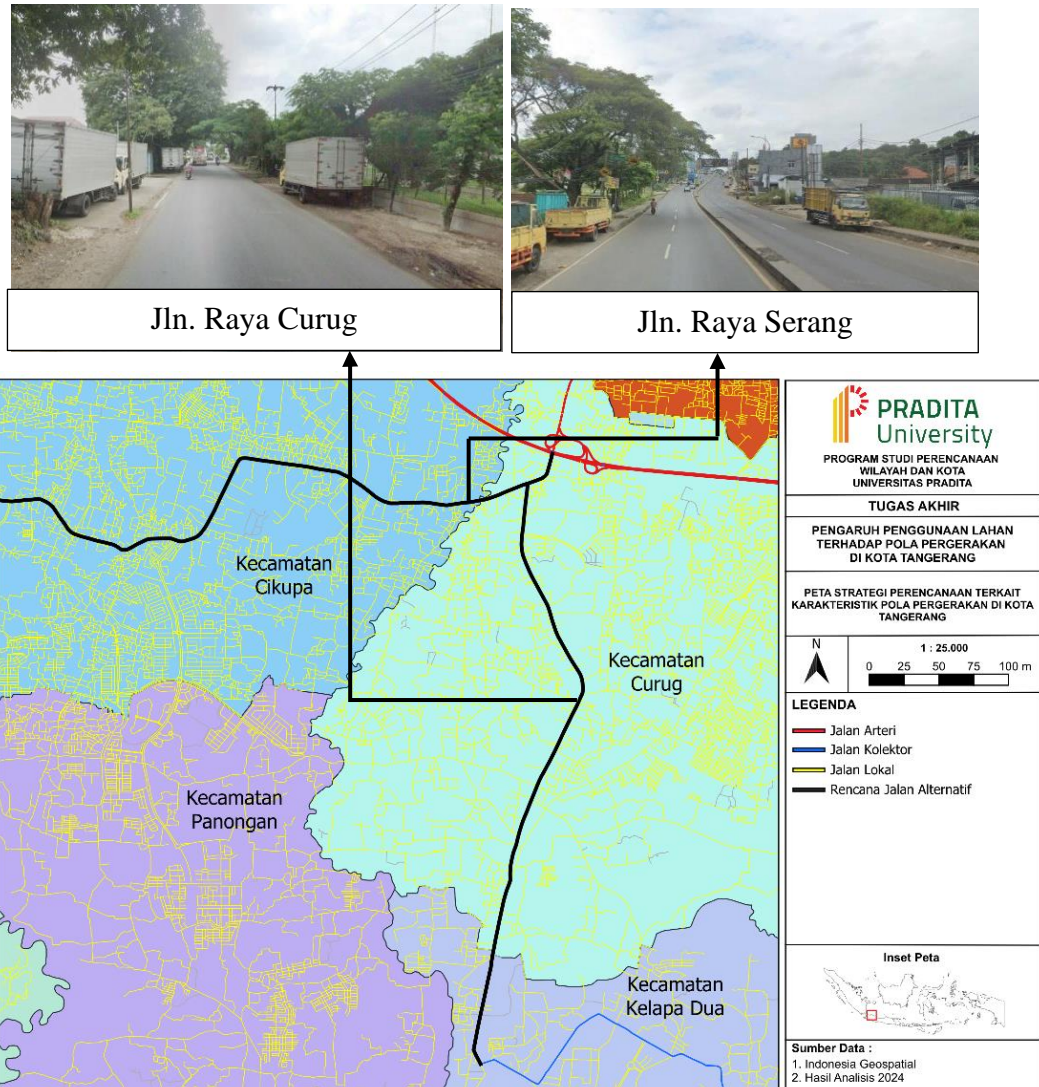 Jln. Raya Curug
Jln. Raya Serang
Kecamatan
Cikupa
Kecamatan
Curug
Kecamatan
Panongan
Kecamatan
Kelapa Dua
PRADITA
University
PROGRAM STUDI PERENCANAAN
WILAYAH DAN KOTA
UNIVERSITAS PRADITA
TUGAS AKHIR
PENGARUH PENGGUNAAN LAHAN
TERHADAP POLA PERGERAKAN
DI KOTA TANGERANG
PETA STRATEGI PERENCANAAN TERKAIT
KARAKTERISTIK POLA PERGERAKAN DI KOTA
TANGERANG
N
1 : 25.000
0 25 50 75 100 m
LEGENDA
Jalan Arteri
Jalan Kolektor
Jalan Lokal
Rencana Jalan Alternatif
Inset Peta
Sumber Data :
1. Indonesia Geospatial
2. Hasil Analisis 2024